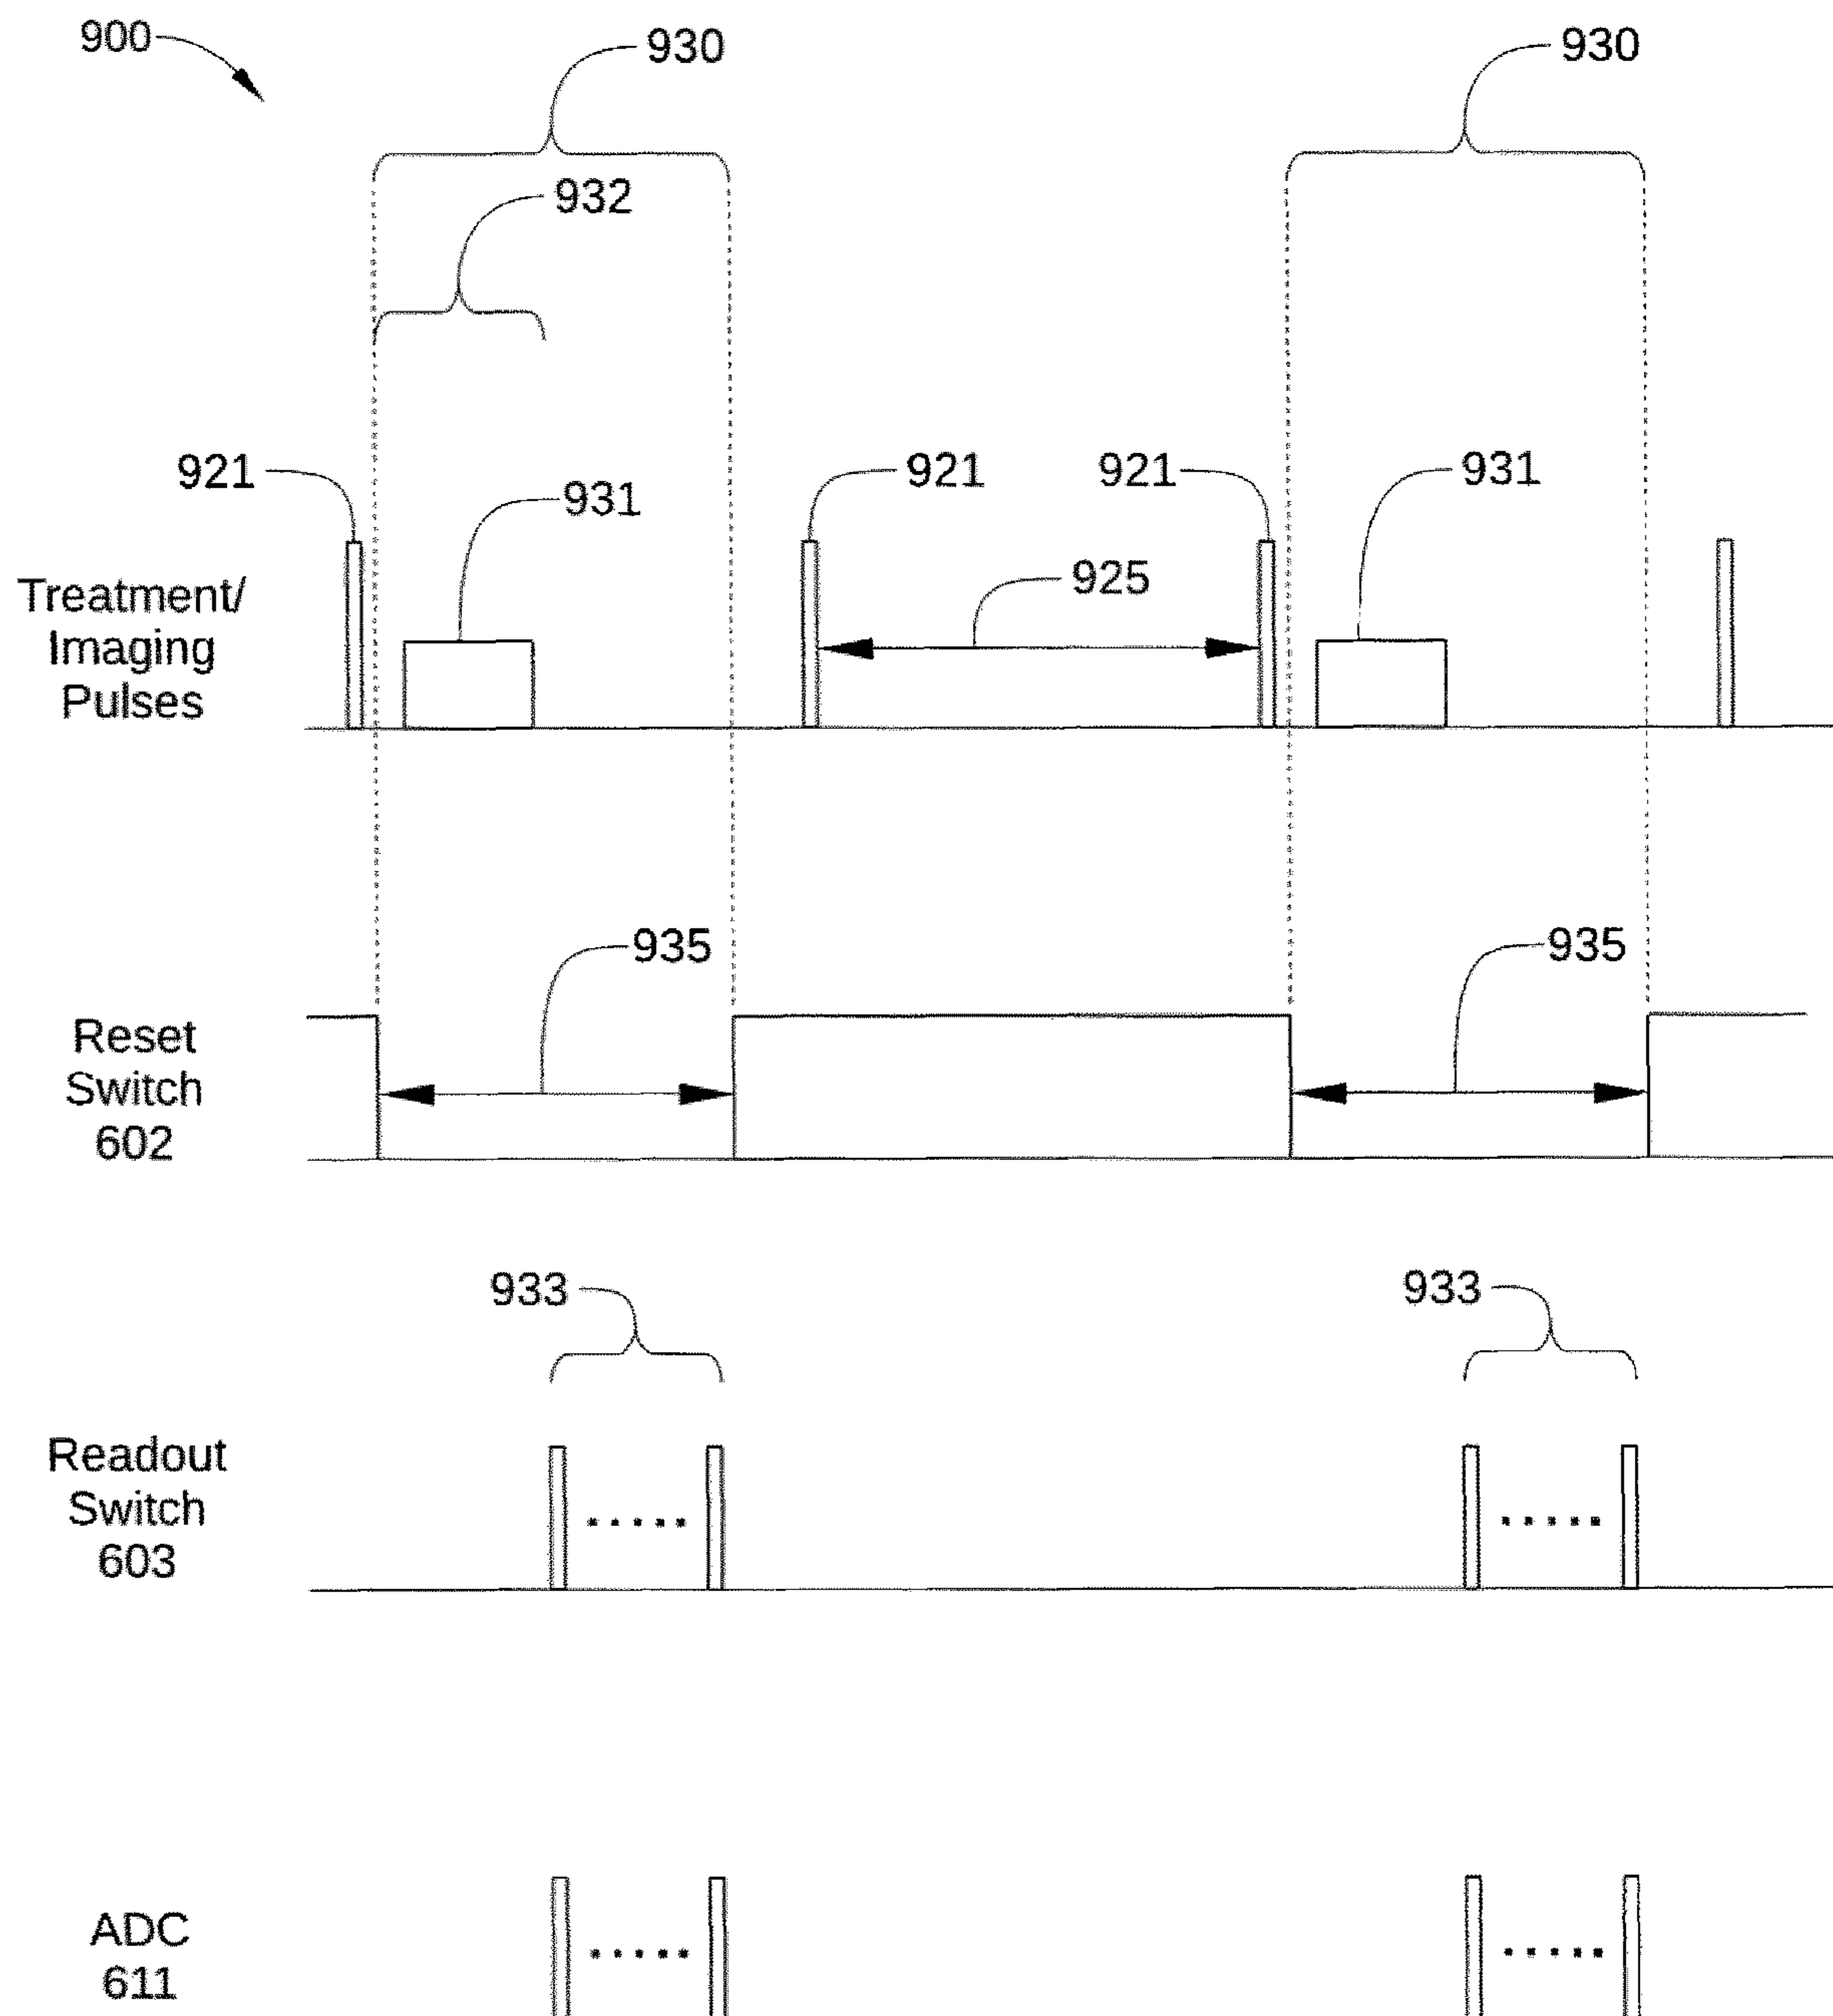 900
930
930
932
921
931
921
921
931
925
Treatment/
Imaging
Pulses
935
935
Reset
Switch
602
933
933
Readout
Switch
603
ADC
611